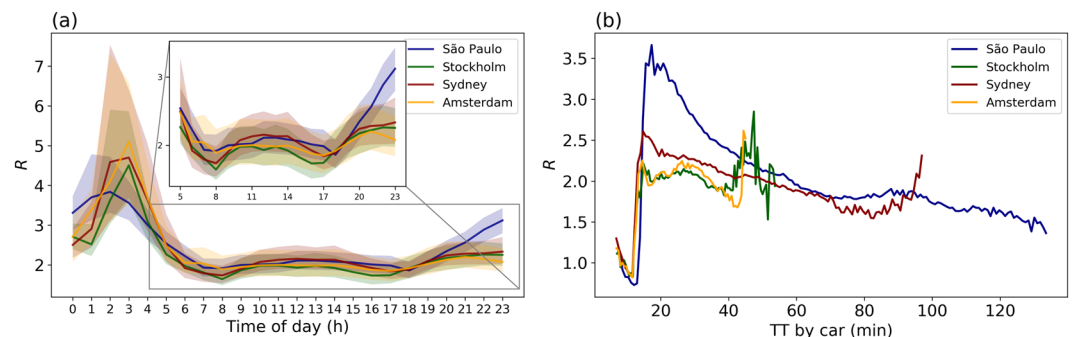 (a)
São Paulo
Stockholm
Sydney
Amsterdam
3
2
5 8 11 14 17 20 23
7
6
5
4
3
2
R
0 1 2 3 4 5 6 7 8 9 10 11 12 13 14 15 16 17 18 19 20 21 22 23
Time of day (h)
(b)
São Paulo
Stockholm
Sydney
Amsterdam
3.5
3.0
2.5
2.0
1.5
1.0
R
20 40 60 80 100 120
TT by car (min)